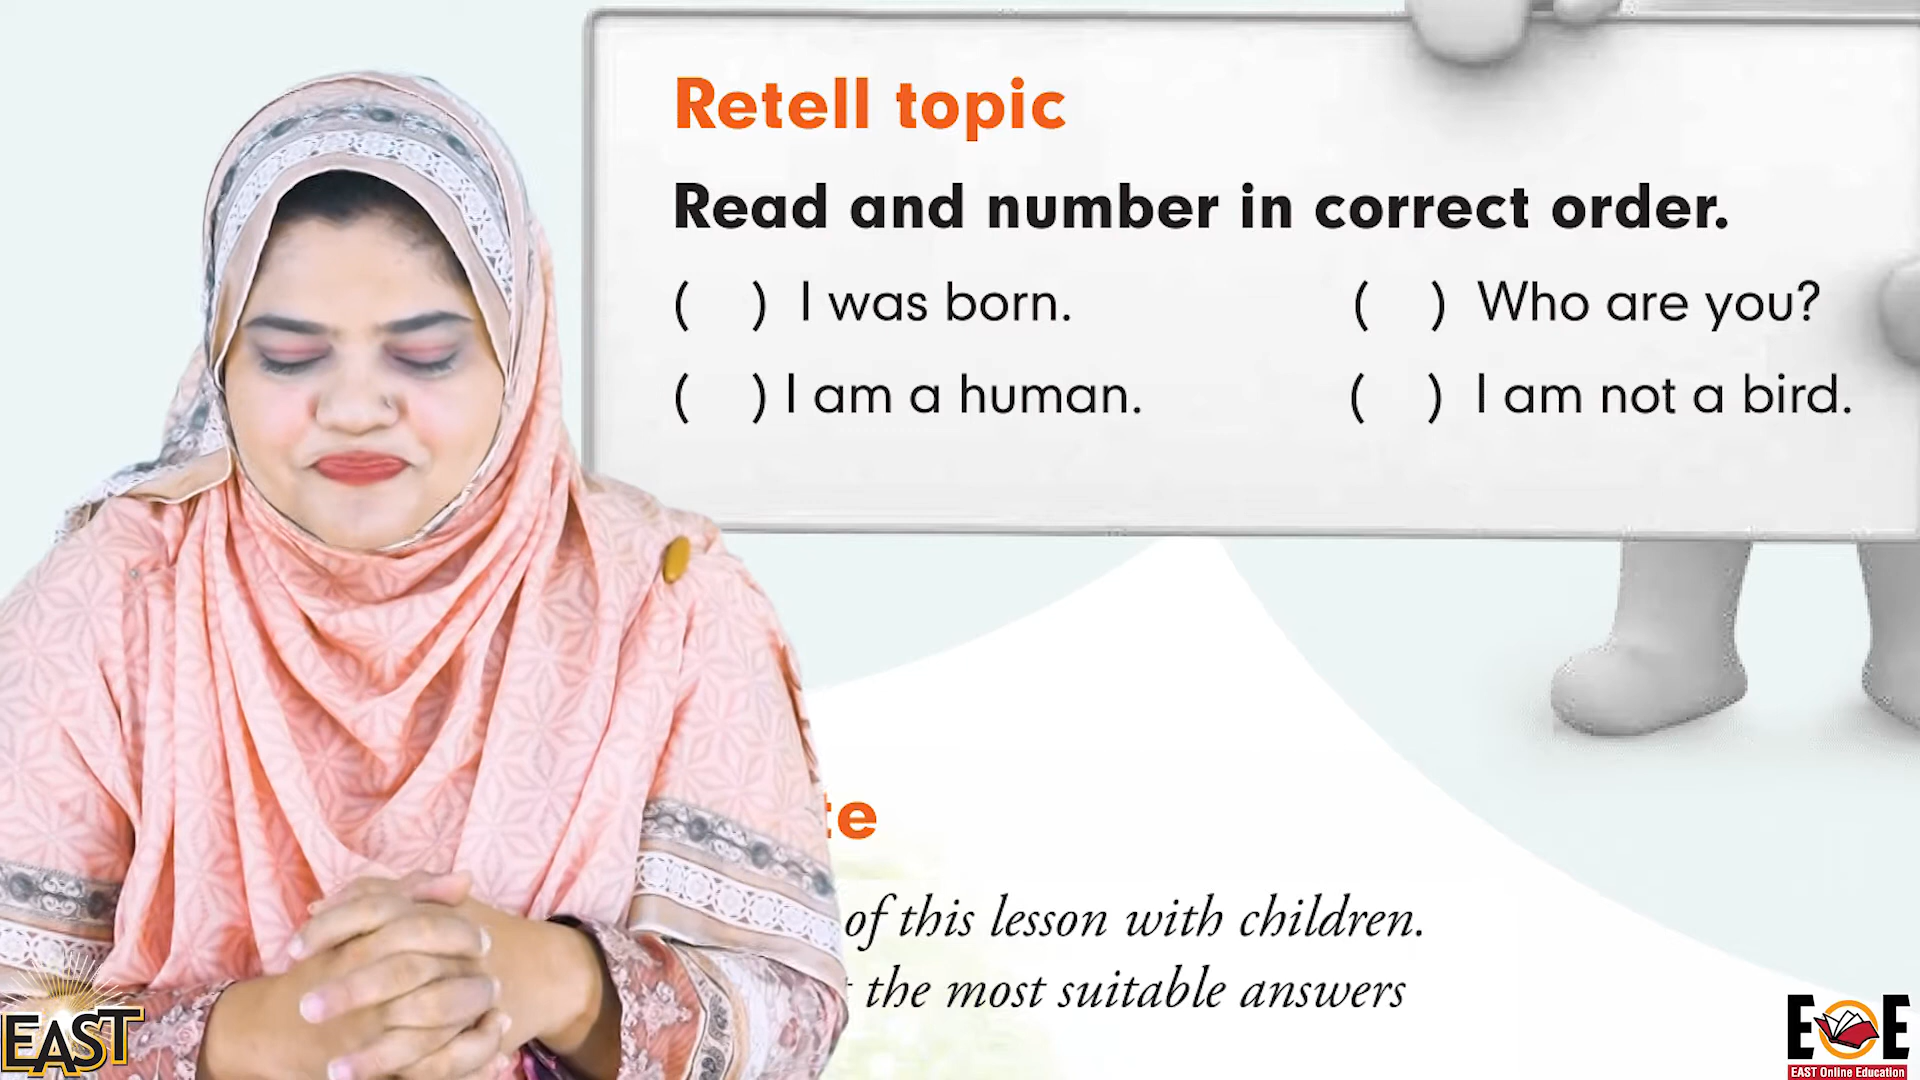 Retell topic
Read and number in correct order.
( ) I was born. ( ) Who are you?
( ) I am a human. ( ) I am not a bird.
of this lesson with children.
the most suitable answers
EAST
EOE
EAST Online Education